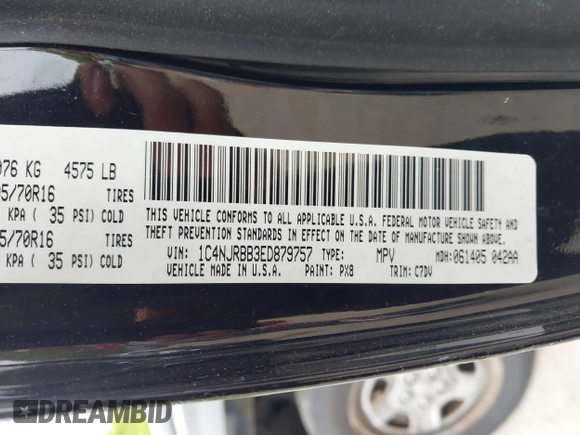 076 KG 4575 LB
5/70R16 TIRES
KPA ( 35 PSI) COLD
5/70R16 TIRES
KPA ( 35 PSI) COLD
THIS VEHICLE CONFORMS TO ALL APPLICABLE U.S.A. FEDERAL MOTOR VEHICLE SAFETY AND
THEFT PREVENTION STANDARDS IN EFFECT ON THE DATE OF MANUFACTURE SHOWN ABOVE.
VIN: 1C4NJRBB3ED879757 TYPE: MPV MDH: 061405 042AA
VEHICLE MADE IN U.S.A. PAINT: PX8 TRIM: C7DV
DREAMBID